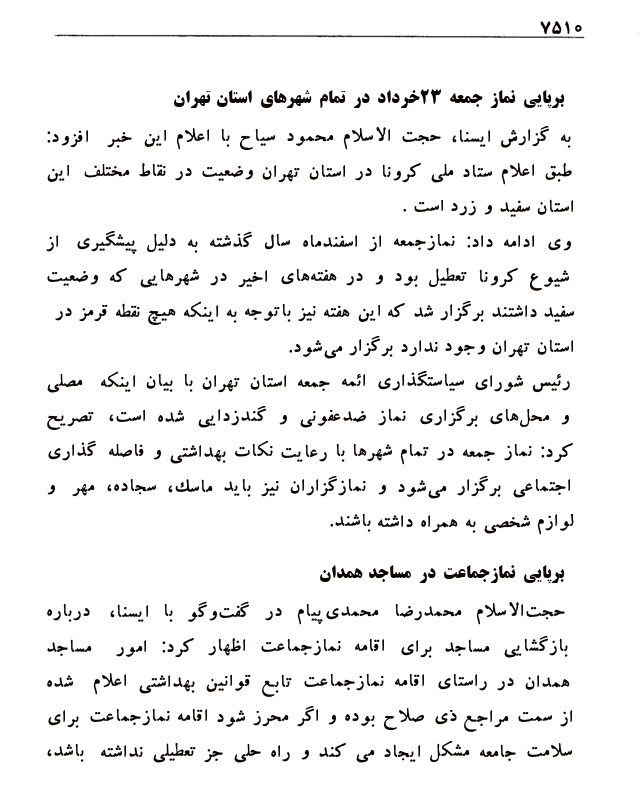 ۷۵۱۰
برپایی نماز جمعه ۲۳خرداد در تمام شهرهای استان تهران
به گزارش ایسنا، حجت الاسلام محمود سیاح با اعلام این خبر افزود:
طبق اعلام ستاد ملی کرونا در استان تهران وضعیت در نقاط مختلف این
استان سفید و زرد است .
وی ادامه داد: نمازجمعه از اسفندماه سال گذشته به دلیل پیشگیری از
شیوع کرونا تعطیل بود و در هفته‌های اخیر در شهرهایی که وضعیت
سفید داشتند برگزار شد که این هفته نیز باتوجه به اینکه هیچ نقطه قرمز در
استان تهران وجود ندارد برگزار می‌شود.
رئیس شورای سیاستگذاری ائمه جمعه استان تهران با بیان اینکه مصلی
و محل‌های برگزاری نماز ضدعفونی و گندزدایی شده است، تصریح
کرد: نماز جمعه در تمام شهرها با رعایت نکات بهداشتی و فاصله گذاری
اجتماعی برگزار می‌شود و نمازگزاران نیز باید ماسك، سجاده، مهر و
لوازم شخصی به همراه داشته باشند.
برپایی نمازجماعت در مساجد همدان
حجت‌الاسلام محمدرضا محمدی‌پیام در گفت‌وگو با ایسنا، درباره
بازگشایی مساجد برای اقامه نمازجماعت اظهار کرد: امور مساجد
همدان در راستای اقامه نمازجماعت تابع قوانین بهداشتی اعلام شده
از سمت مراجع ذی صلاح بوده و اگر محرز شود اقامه نمازجماعت برای
سلامت جامعه مشکل ایجاد می کند و راه حلی جز تعطیلی نداشته باشد،